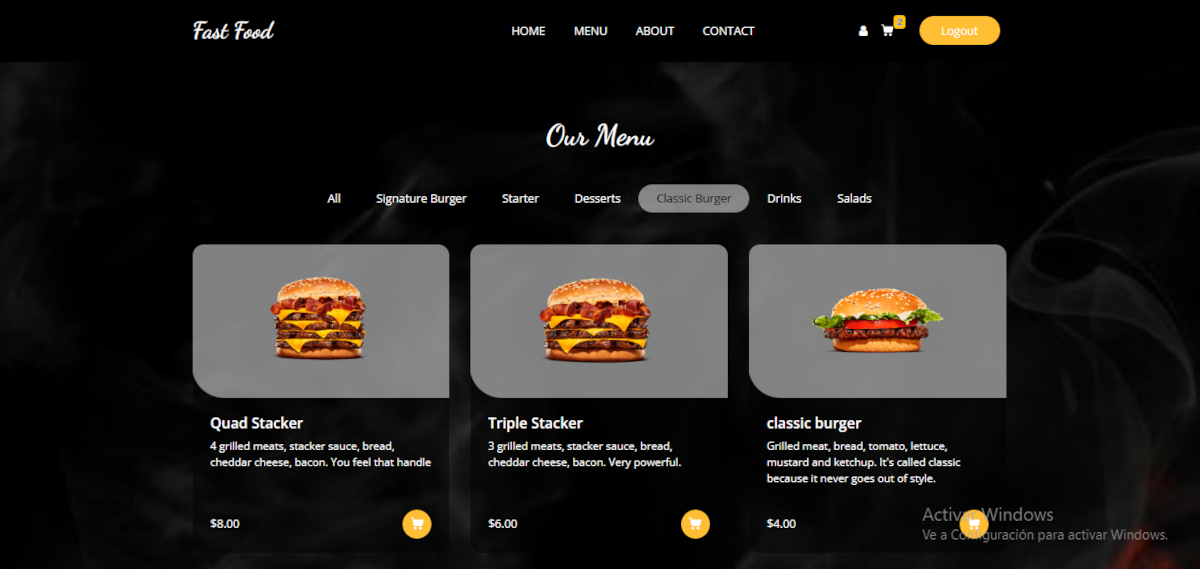 Fast Food
HOME MENU ABOUT CONTACT
2
Logout
Our Menu
All Signature Burger Starter Desserts Classic Burger Drinks Salads
Quad Stacker
4 grilled meats, stacker sauce, bread,
cheddar cheese, bacon. You feel that handle
$8.00
Triple Stacker
3 grilled meats, stacker sauce, bread,
cheddar cheese, bacon. Very powerful.
$6.00
classic burger
Grilled meat, bread, tomato, lettuce,
mustard and ketchup. It's called classic
because it never goes out of style.
$4.00
Activar Windows
Ve a Configuración para activar Windows.